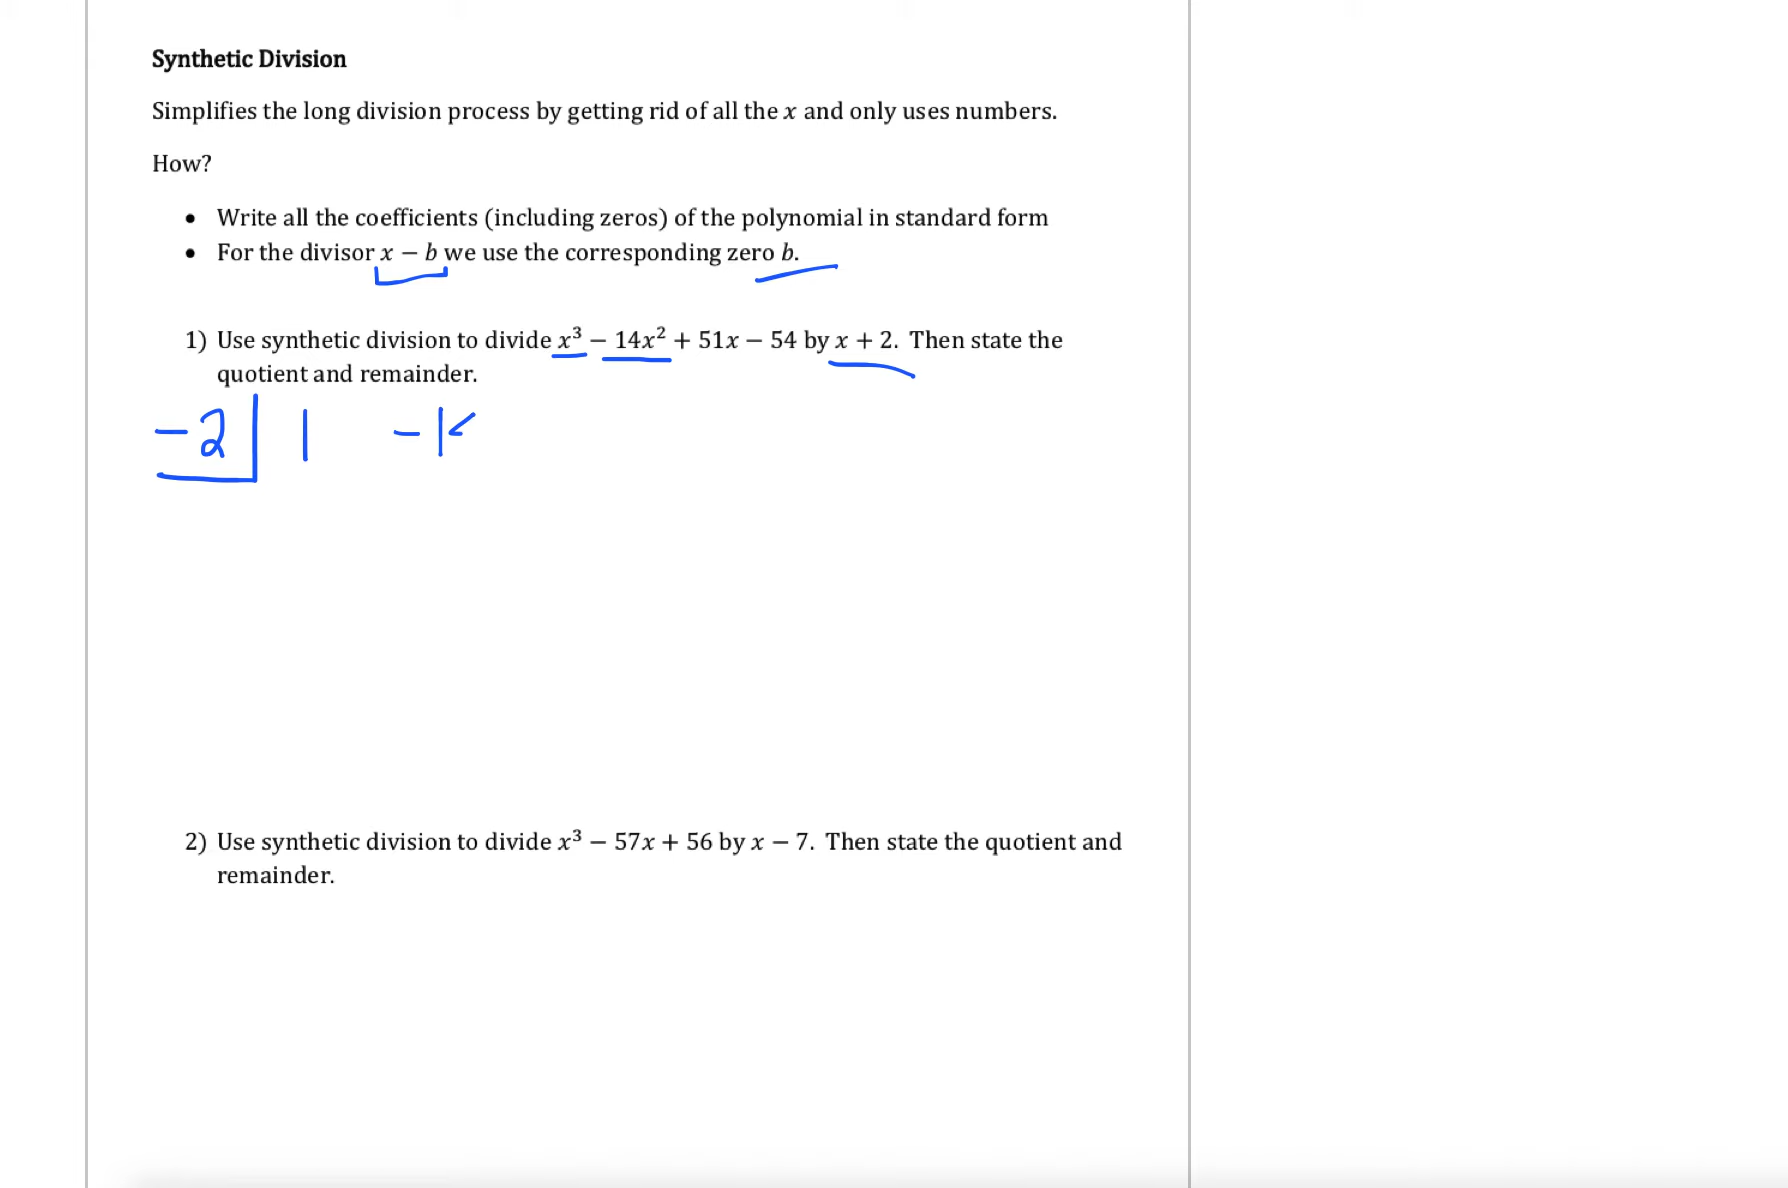 Synthetic Division
Simplifies the long division process by getting rid of all the x and only uses numbers.
How?
• Write all the coefficients (including zeros) of the polynomial in standard form
• For the divisor x − b we use the corresponding zero b.
1) Use synthetic division to divide x³ − 14x² + 51x − 54 by x + 2. Then state the
quotient and remainder.
-2 1 -1
2) Use synthetic division to divide x³ − 57x + 56 by x − 7. Then state the quotient and
remainder.